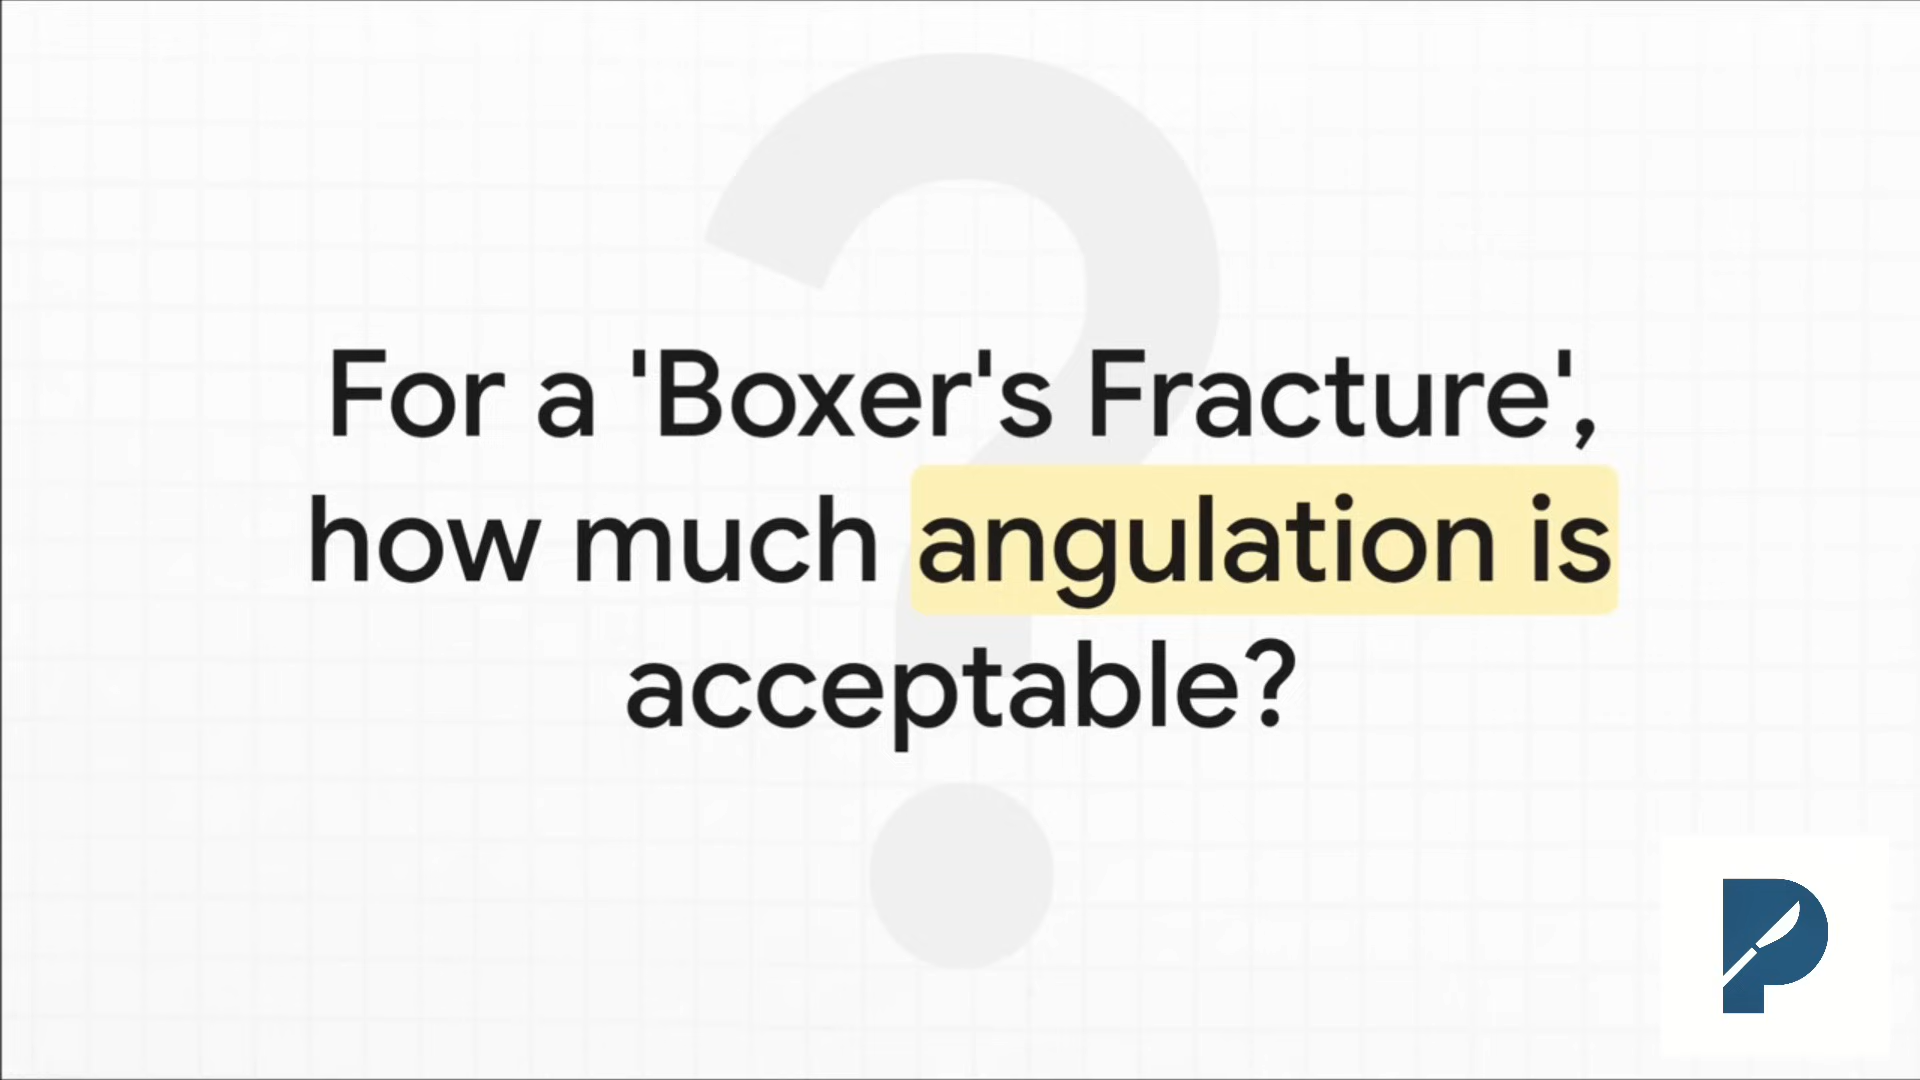 For a 'Boxer's Fracture',
how much angulation is
acceptable?